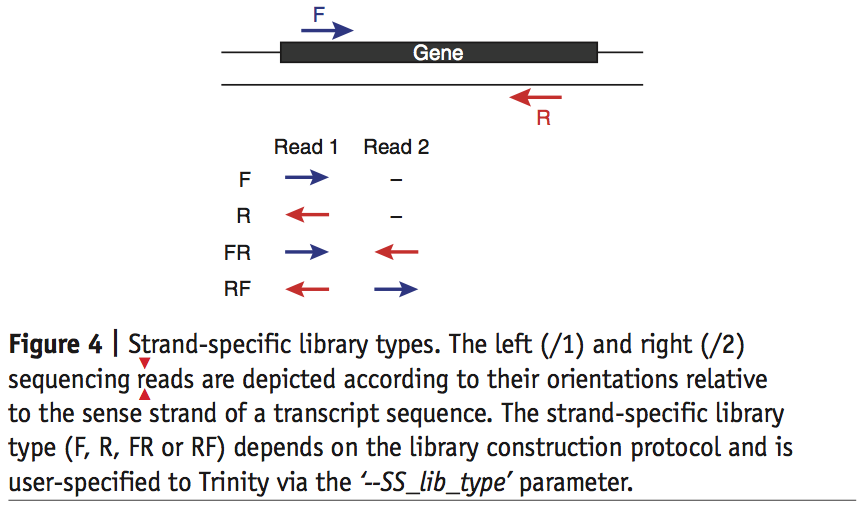 F
Gene
R
Read 1 Read 2
F –
R –
FR
RF
Figure 4 | Strand-specific library types. The left (/1) and right (/2)
sequencing reads are depicted according to their orientations relative
to the sense strand of a transcript sequence. The strand-specific library
type (F, R, FR or RF) depends on the library construction protocol and is
user-specified to Trinity via the ‘--SS_lib_type’ parameter.